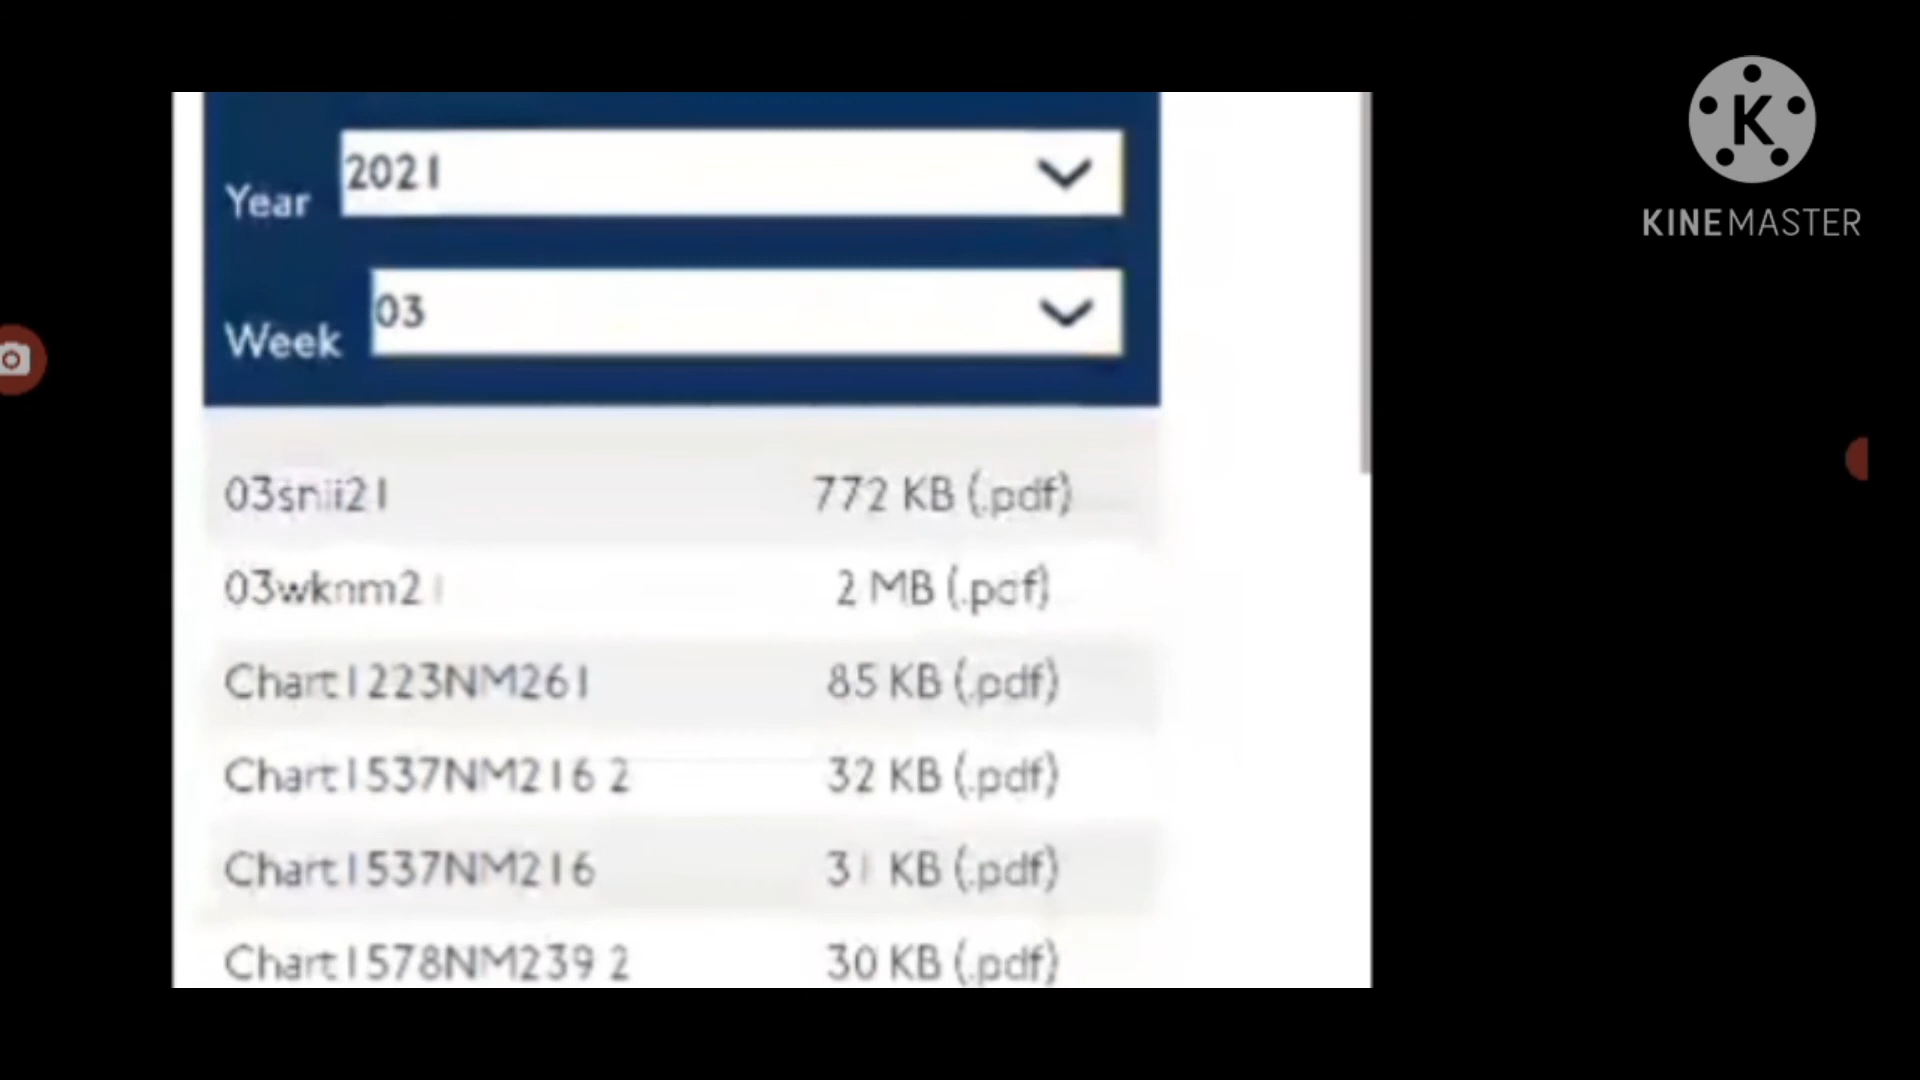 Year 2021
Week 03
03snii21 772 KB (.pdf)
03wknm21 2 MB (.pdf)
Chart1223NM261 85 KB (.pdf)
Chart1537NM216 2 32 KB (.pdf)
Chart1537NM216 31 KB (.pdf)
Chart1578NM239 2 30 KB (.pdf)
K
KINEMASTER